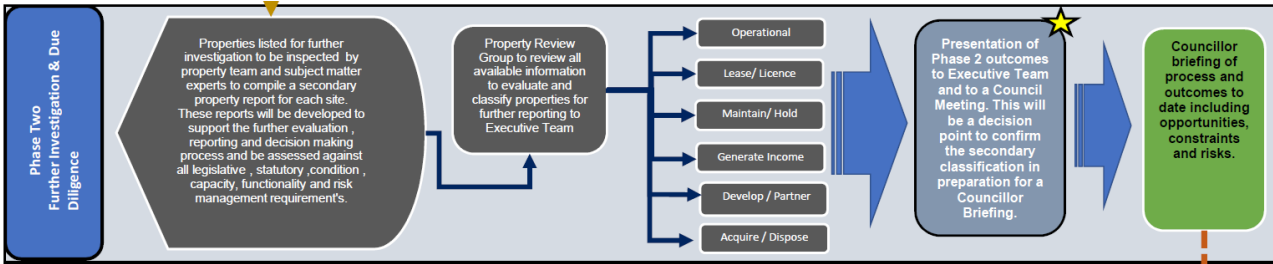 Phase Two
Further Investigation & Due
Diligence
Properties listed for further
investigation to be inspected by
property team and subject matter
experts to compile a secondary
property report for each site.
These reports will be developed to
support the further evaluation ,
reporting and decision making
process and be assessed against
all legislative , statutory ,condition ,
capacity, functionality and risk
management requirement's.
Property Review
Group to review all
available information
to evaluate and
classify properties for
further reporting to
Executive Team
Operational
Lease/ Licence
Maintain/ Hold
Generate Income
Develop / Partner
Acquire / Dispose
Presentation of
Phase 2 outcomes to
Executive Team
and to a Council
Meeting. This will
be a decision
point to confirm
the secondary
classification in
preparation for a
Councillor
Briefing.
Councillor
briefing of
process and
outcomes to
date including
opportunities,
constraints
and risks.